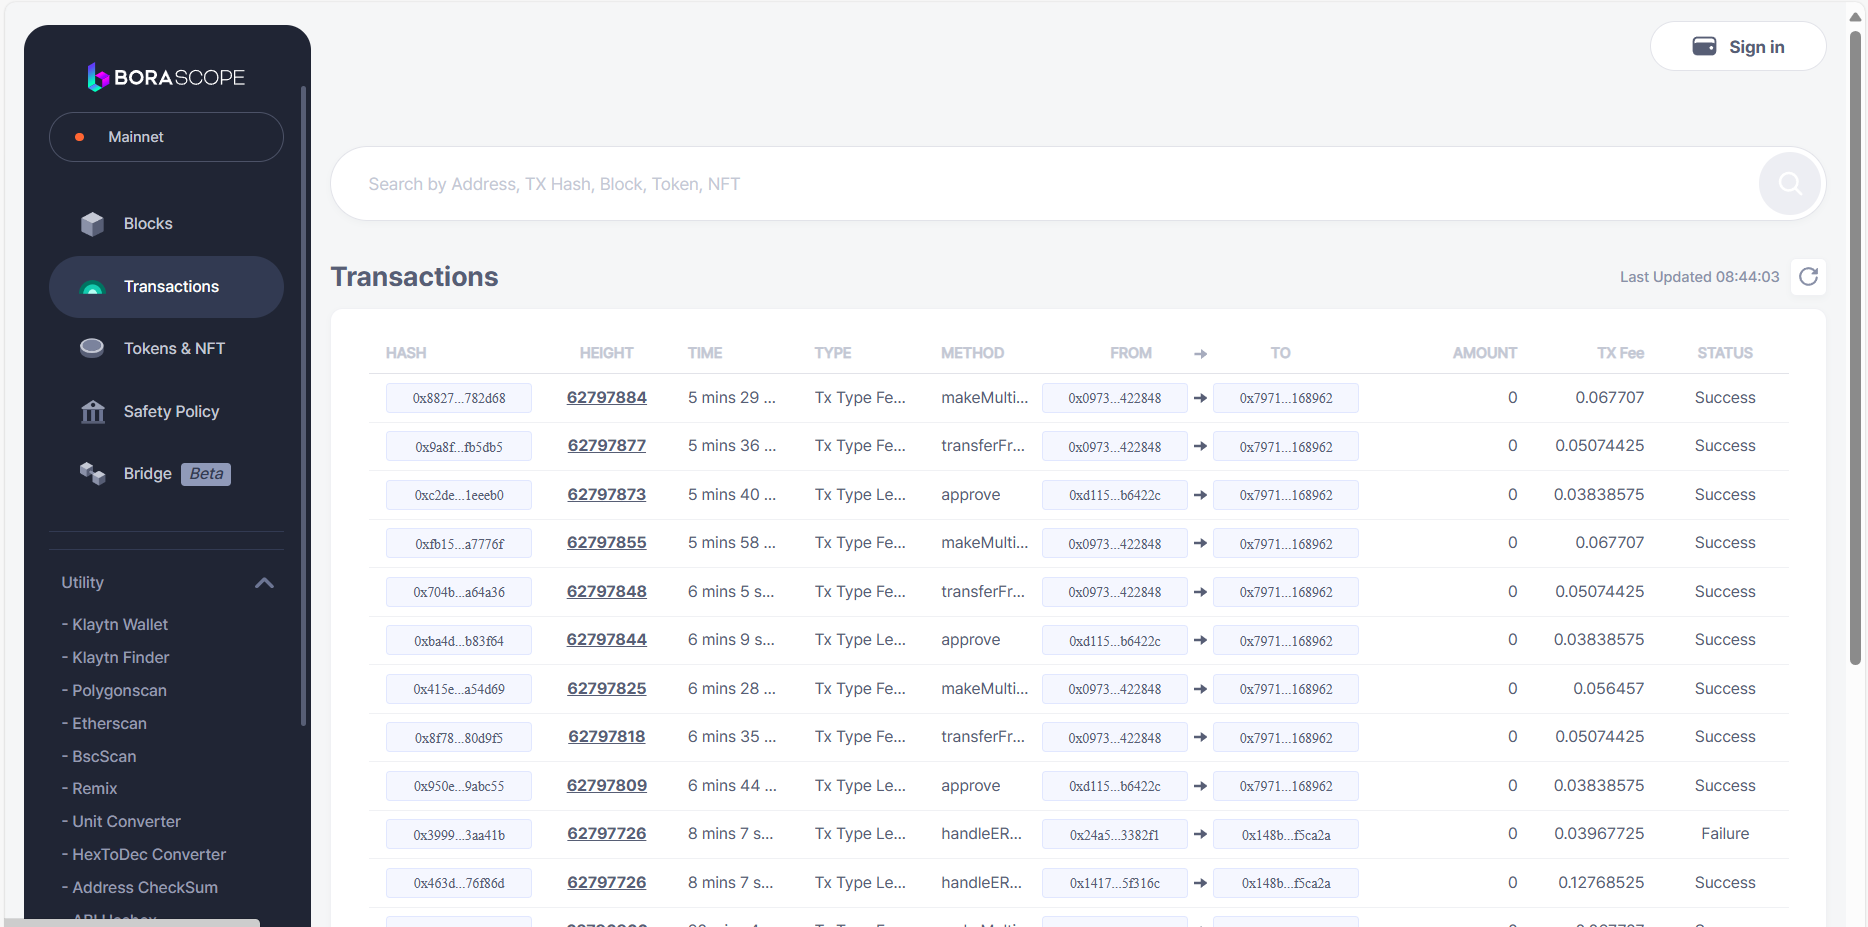 BORASCOPE
Mainnet
Blocks
Transactions
Tokens & NFT
Safety Policy
Bridge Beta
Utility
- Klaytn Wallet
- Klaytn Finder
- Polygonscan
- Etherscan
- BscScan
- Remix
- Unit Converter
- HexToDec Converter
- Address CheckSum
Sign in
Search by Address, TX Hash, Block, Token, NFT
Transactions
Last Updated 08:44:03
HASH HEIGHT TIME TYPE METHOD FROM → TO AMOUNT TX Fee STATUS
0x8827...782d68 62797884 5 mins 29 ... Tx Type Fe... makeMulti... 0x0973...422848 → 0x7971...168962 0 0.067707 Success
0x9a8f...fb5db5 62797877 5 mins 36 ... Tx Type Fe... transferFr... 0x0973...422848 → 0x7971...168962 0 0.05074425 Success
0xc2de...1eeeb0 62797873 5 mins 40 ... Tx Type Le... approve 0xd115...b6422c → 0x7971...168962 0 0.03838575 Success
0xfb15...a7776f 62797855 5 mins 58 ... Tx Type Fe... makeMulti... 0x0973...422848 → 0x7971...168962 0 0.067707 Success
0x704b...a64a36 62797848 6 mins 5 s... Tx Type Fe... transferFr... 0x0973...422848 → 0x7971...168962 0 0.05074425 Success
0xba4d...b83f64 62797844 6 mins 9 s... Tx Type Le... approve 0xd115...b6422c → 0x7971...168962 0 0.03838575 Success
0x415e...a54d69 62797825 6 mins 28 ... Tx Type Fe... makeMulti... 0x0973...422848 → 0x7971...168962 0 0.056457 Success
0x8f78...80d9f5 62797818 6 mins 35 ... Tx Type Fe... transferFr... 0x0973...422848 → 0x7971...168962 0 0.05074425 Success
0x950e...9abc55 62797809 6 mins 44 ... Tx Type Le... approve 0xd115...b6422c → 0x7971...168962 0 0.03838575 Success
0x3999...3aa41b 62797726 8 mins 7 s... Tx Type Le... handleER... 0x24a5...3382f1 → 0x148b...f5ca2a 0 0.03967725 Failure
0x463d...76f86d 62797726 8 mins 7 s... Tx Type Le... handleER... 0x1417...5f316c → 0x148b...f5ca2a 0 0.12768525 Success